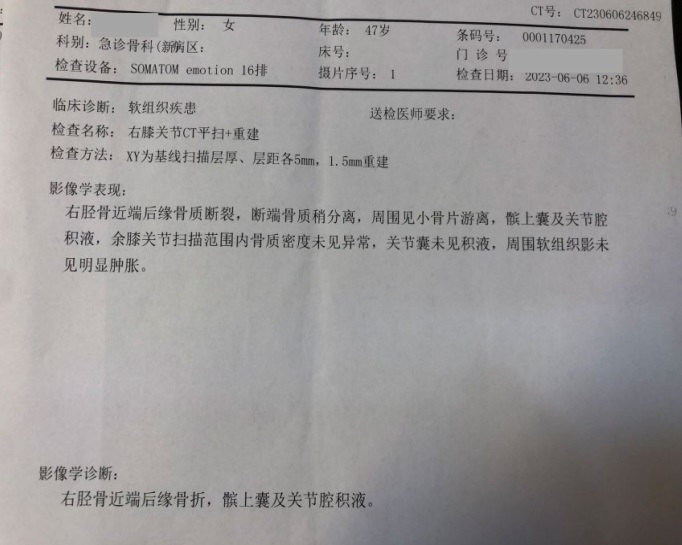 CT号: CT230606246849
姓名: 性别: 女 年龄: 47岁 条码号: 0001170425
科别: 急诊骨科(新病区: 床号: 门 诊 号
检查设备: SOMATOM emotion 16排 摄片序号: 1 检查日期: 2023-06-06 12:36
临床诊断: 软组织疾患 送检医师要求:
检查名称: 右膝关节CT平扫+重建
检查方法: XY为基线扫描层厚、层距各5mm, 1.5mm重建
影像学表现:
右胫骨近端后缘骨质断裂, 断端骨质稍分离, 周围见小骨片游离, 髌上囊及关节腔
积液, 余膝关节扫描范围内骨质密度未见异常, 关节囊未见积液, 周围软组织影未
见明显肿胀。
影像学诊断:
右胫骨近端后缘骨折, 髌上囊及关节腔积液。